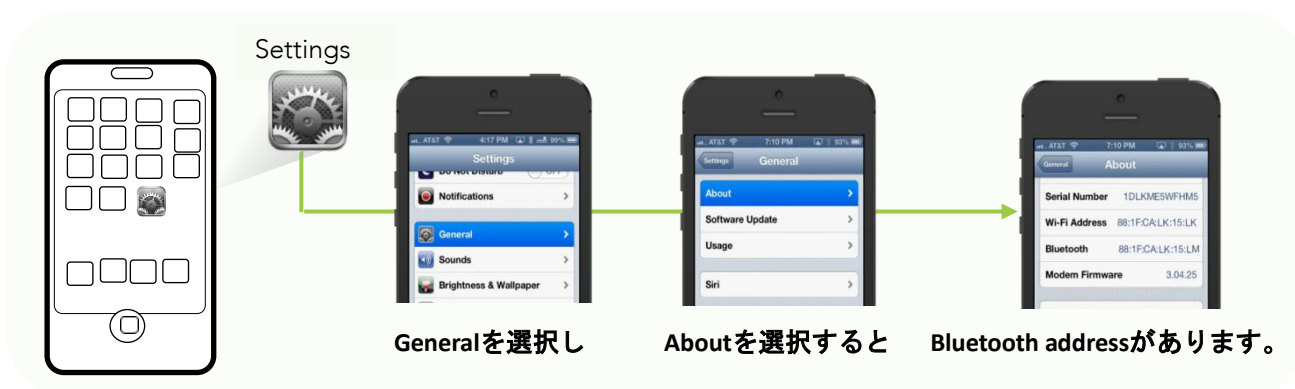 Settings
AT&T 4:17 PM 99%
Settings
Notifications
General
Sounds
Brightness & Wallpaper
AT&T 7:10 PM 93%
Settings General
About
Software Update
Usage
Siri
AT&T 7:10 PM 93%
General About
Serial Number 1DLKME5WFHM5
Wi-Fi Address 88:1F:CA:LK:15:LK
Bluetooth 88:1F:CA:LK:15:LM
Modem Firmware 3.04.25
Generalを選択し
Aboutを選択すると
Bluetooth addressがあります。